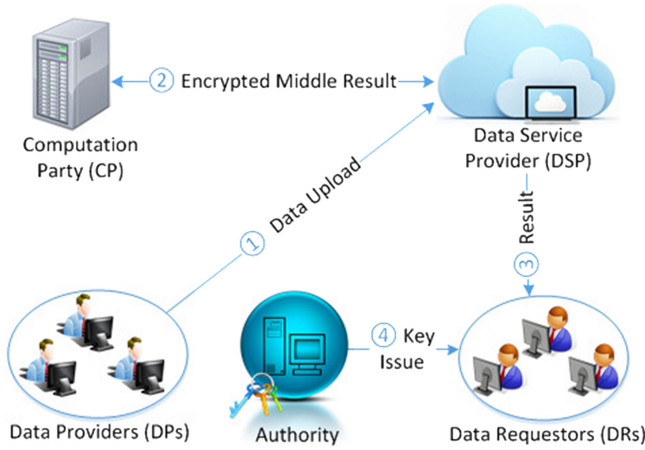 ② Encrypted Middle Result
Computation
Party (CP)
Data Service
Provider (DSP)
① Data Upload
③ Result
④ Key
Issue
Data Providers (DPs)
Authority
Data Requestors (DRs)